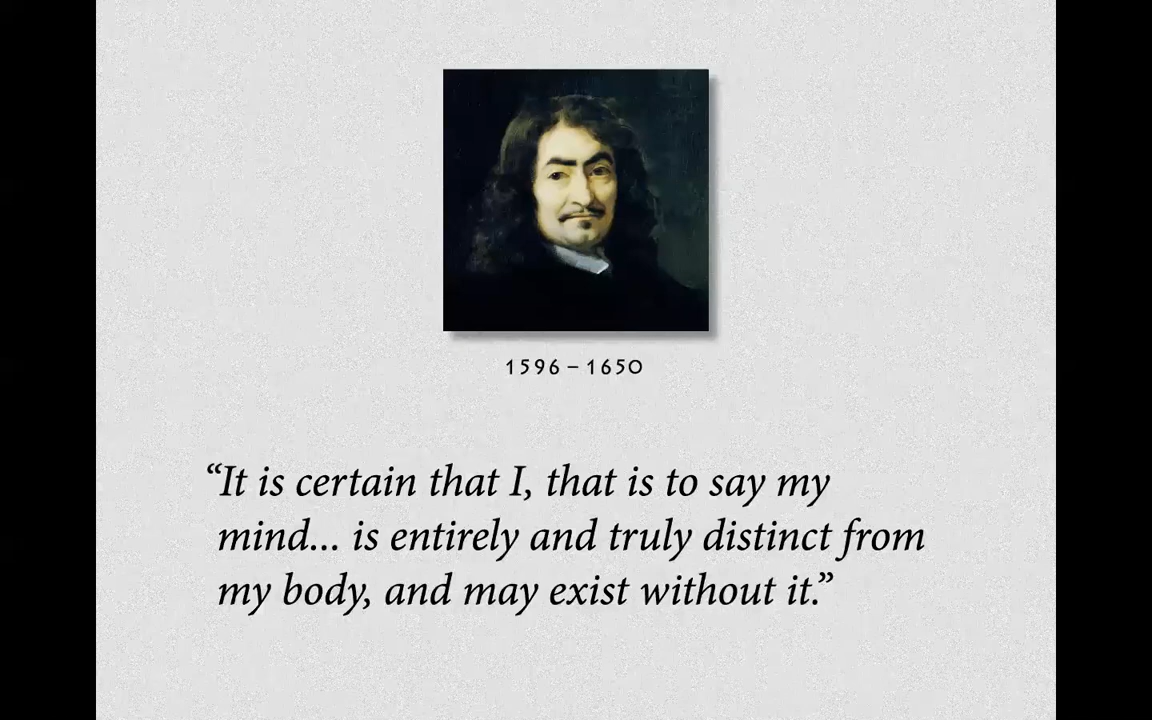 1596 – 1650
“It is certain that I, that is to say my
mind... is entirely and truly distinct from
my body, and may exist without it.”